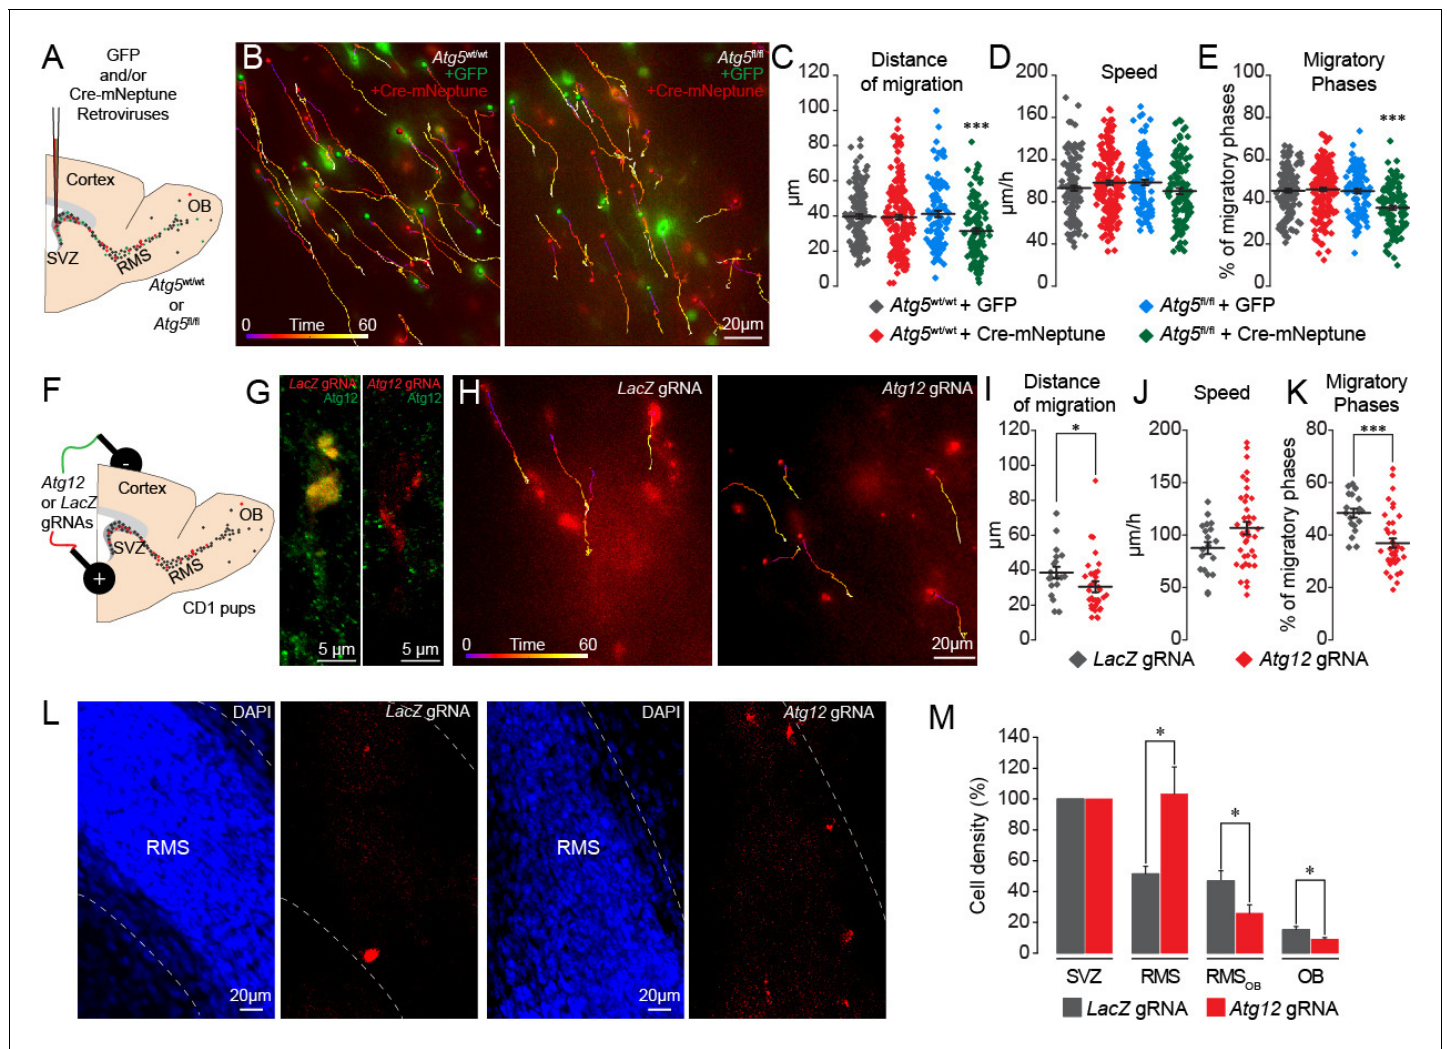 A
GFP
and/or
Cre-mNeptune
Retroviruses
Cortex
OB
SVZ
RMS
Atg5wt/wt
or
Atg5fl/fl
B
Atg5wt/wt
+GFP
+Cre-mNeptune
0 Time 60
Atg5fl/fl
+GFP
+Cre-mNeptune
20µm
C
Distance
of migration
120
100
80
60
40
20
0
µm
***
D
Speed
200
160
120
80
40
0
µm/h
E
Migratory
Phases
100
80
60
40
20
0
% of migratory phases
***
Atg5wt/wt + GFP
Atg5fl/fl + GFP
Atg5wt/wt + Cre-mNeptune
Atg5fl/fl + Cre-mNeptune
F
Atg12
or LacZ
gRNAs
-
+
Cortex
OB
SVZ
RMS
CD1 pups
G
LacZ gRNA
Atg12
5 µm
Atg12 gRNA
Atg12
5 µm
H
LacZ gRNA
0 Time 60
Atg12 gRNA
20µm
I
Distance
of migration
120
100
80
60
40
20
0
µm
*
J
Speed
200
150
100
50
0
µm/h
K
Migratory
Phases
80
60
40
20
0
% of migratory phases
***
LacZ gRNA
Atg12 gRNA
L
DAPI
RMS
20µm
LacZ gRNA
DAPI
RMS
20µm
Atg12 gRNA
M
140
120
100
80
60
40
20
0
Cell density (%)
*
*
*
SVZ
RMS
RMSOB
OB
LacZ gRNA
Atg12 gRNA